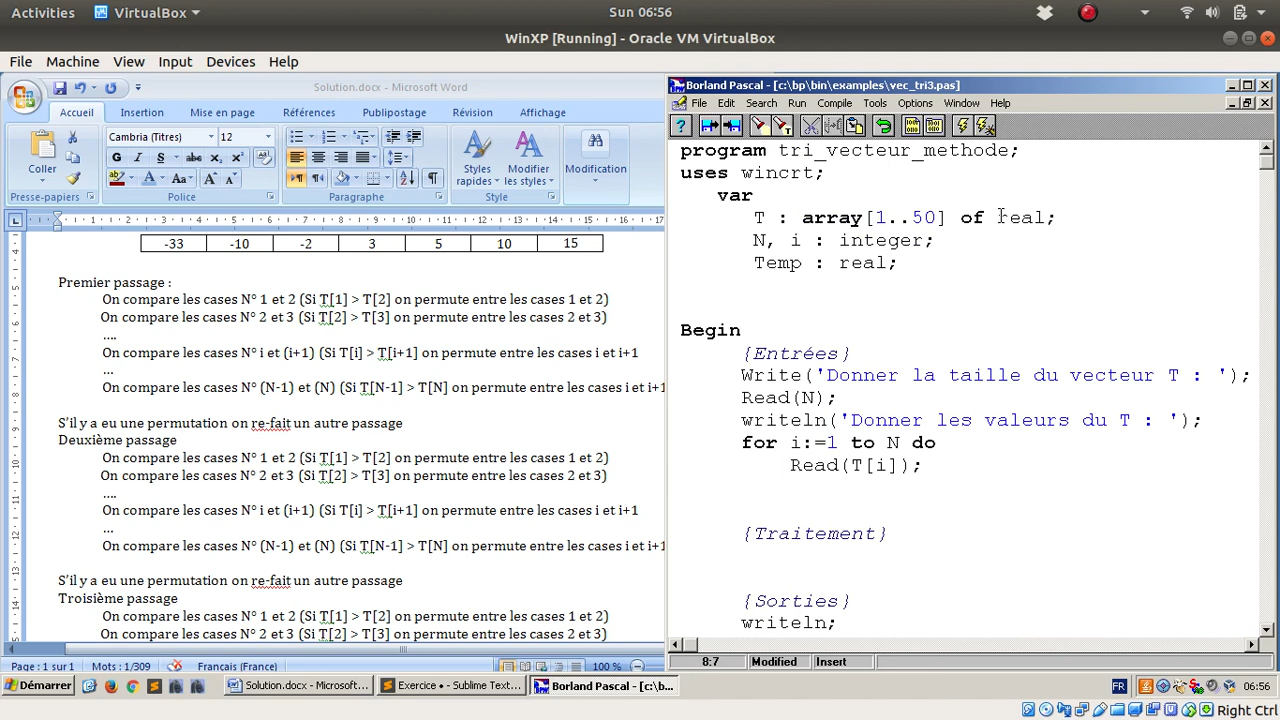 Activities VirtualBox Sun 06:56
WinXP [Running] - Oracle VM VirtualBox
File Machine View Input Devices Help
Solution.docx - Microsoft Word
Accueil Insertion Mise en page Références Publipostage Révision Affichage
Cambria (Titres) 12
Coller
G I S
Paragraphe
Styles rapides
Modifier les styles
Modification
Presse-papiers Police Paragraphe Style
-33 -10 -2 3 5 10 15
Premier passage :
On compare les cases N° 1 et 2 (Si T[1] > T[2] on permute entre les cases 1 et 2)
On compare les cases N° 2 et 3 (Si T[2] > T[3] on permute entre les cases 2 et 3)
....
On compare les cases N° i et (i+1) (Si T[i] > T[i+1] on permute entre les cases i et i+1
...
On compare les cases N° (N-1) et (N) (Si T[N-1] > T[N] on permute entre les cases i et i+1
S'il y a eu une permutation on re-fait un autre passage
Deuxième passage
On compare les cases N° 1 et 2 (Si T[1] > T[2] on permute entre les cases 1 et 2)
On compare les cases N° 2 et 3 (Si T[2] > T[3] on permute entre les cases 2 et 3)
....
On compare les cases N° i et (i+1) (Si T[i] > T[i+1] on permute entre les cases i et i+1
...
On compare les cases N° (N-1) et (N) (Si T[N-1] > T[N] on permute entre les cases i et i+1
S'il y a eu une permutation on re-fait un autre passage
Troisième passage
On compare les cases N° 1 et 2 (Si T[1] > T[2] on permute entre les cases 1 et 2)
On compare les cases N° 2 et 3 (Si T[2] > T[3] on permute entre les cases 2 et 3)
Page : 1 sur 1 Mots : 1/309 Français (France) 100 %
Borland Pascal - [c:\bp\bin\examples\vec_tri3.pas]
File Edit Search Run Compile Tools Options Window Help
program tri_vecteur_methode;
uses wincrt;
var
T : array[1..50] of real;
N, i : integer;
Temp : real;
Begin
{Entrées}
Write('Donner la taille du vecteur T : ');
Read(N);
writeln('Donner les valeurs du T : ');
for i:=1 to N do
Read(T[i]);
{Traitement}
{Sorties}
writeln;
8:7 Modified Insert
Démarrer Solution.docx - Microsoft... Exercice • - Sublime Text... Borland Pascal - [c:\b... FR 06:56
Right Ctrl